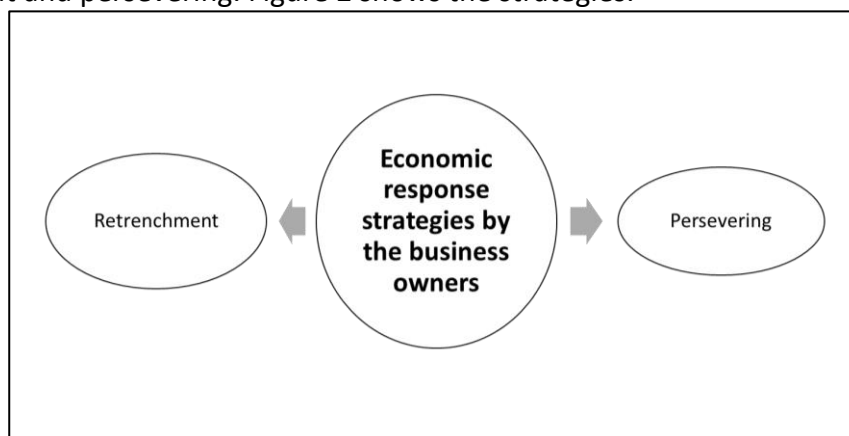 and persevering. Figure 2 shows the strategies.
Economic
response
strategies by
the business
owners
Retrenchment
Persevering